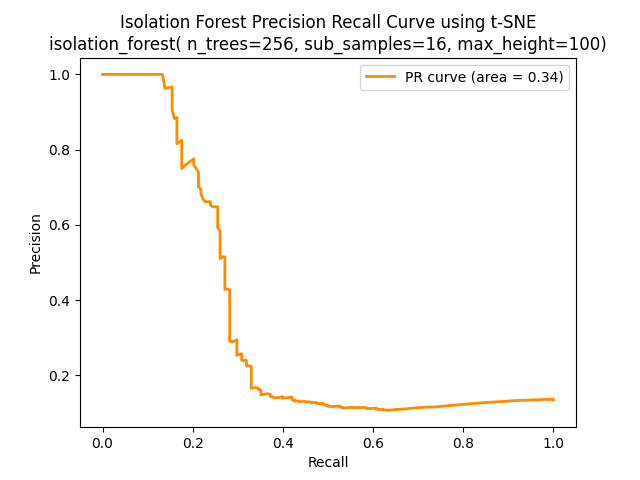 Isolation Forest Precision Recall Curve using t-SNE
isolation_forest( n_trees=256, sub_samples=16, max_height=100)
PR curve (area = 0.34)
1.0
0.8
0.6
0.4
0.2
Precision
0.0
0.2
0.4
0.6
0.8
1.0
Recall